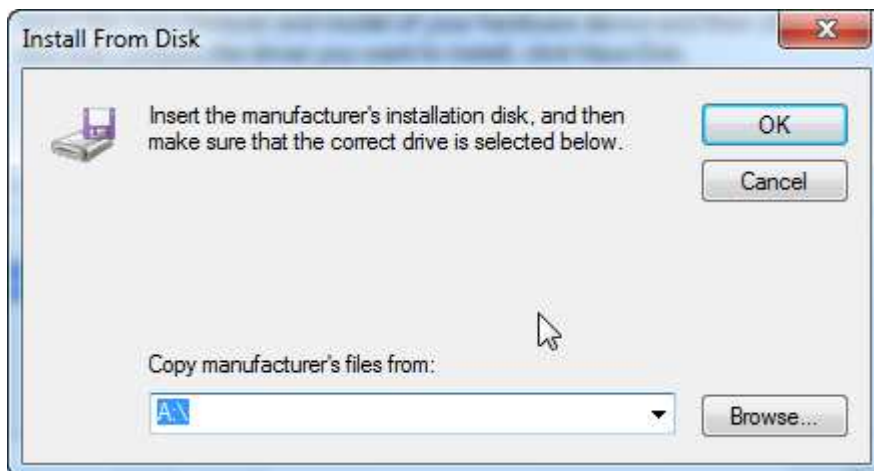 Install From Disk
Insert the manufacturer's installation disk, and then
make sure that the correct drive is selected below.
OK
Cancel
Copy manufacturer's files from:
A:\
Browse...